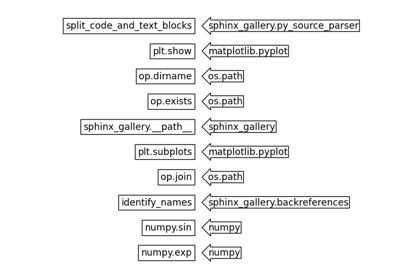 split_code_and_text_blocks sphinx_gallery.py_source_parser
plt.show matplotlib.pyplot
op.dirname os.path
op.exists os.path
sphinx_gallery.__path__ sphinx_gallery
plt.subplots matplotlib.pyplot
op.join os.path
identify_names sphinx_gallery.backreferences
numpy.sin numpy
numpy.exp numpy